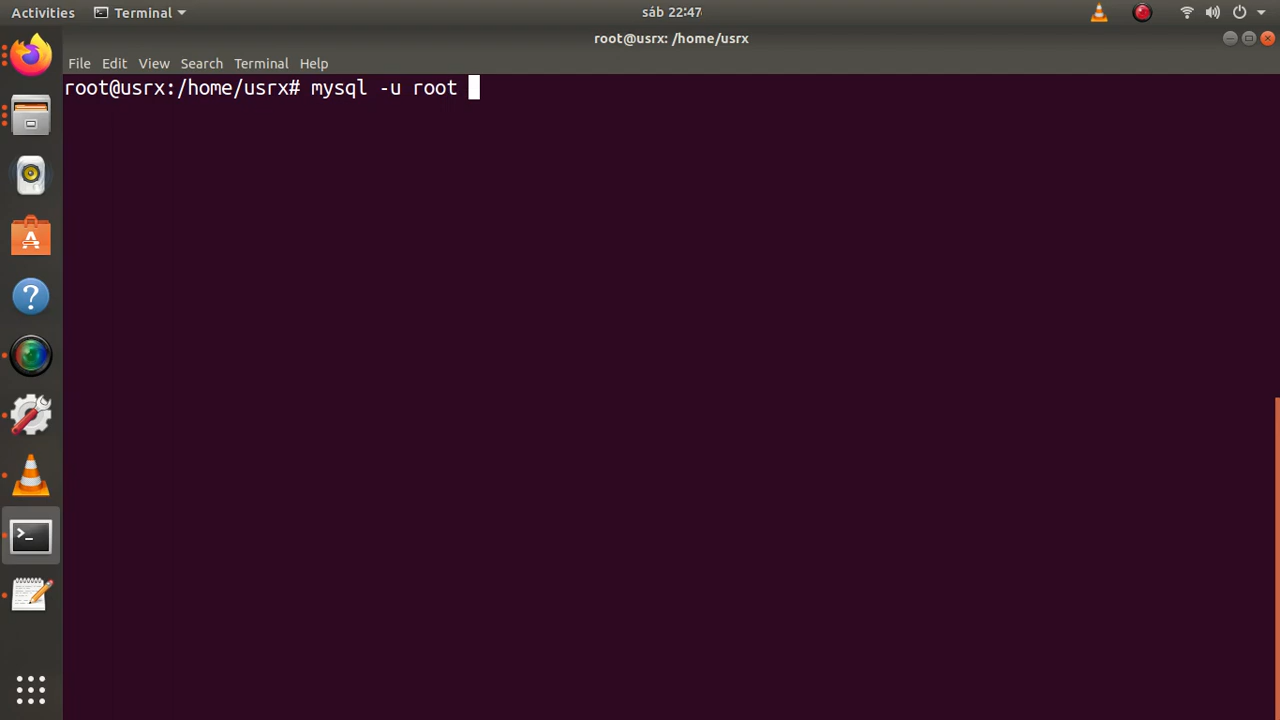 Activities Terminal sáb 22:47
root@usrx: /home/usrx
File Edit View Search Terminal Help
root@usrx:/home/usrx# mysql -u root